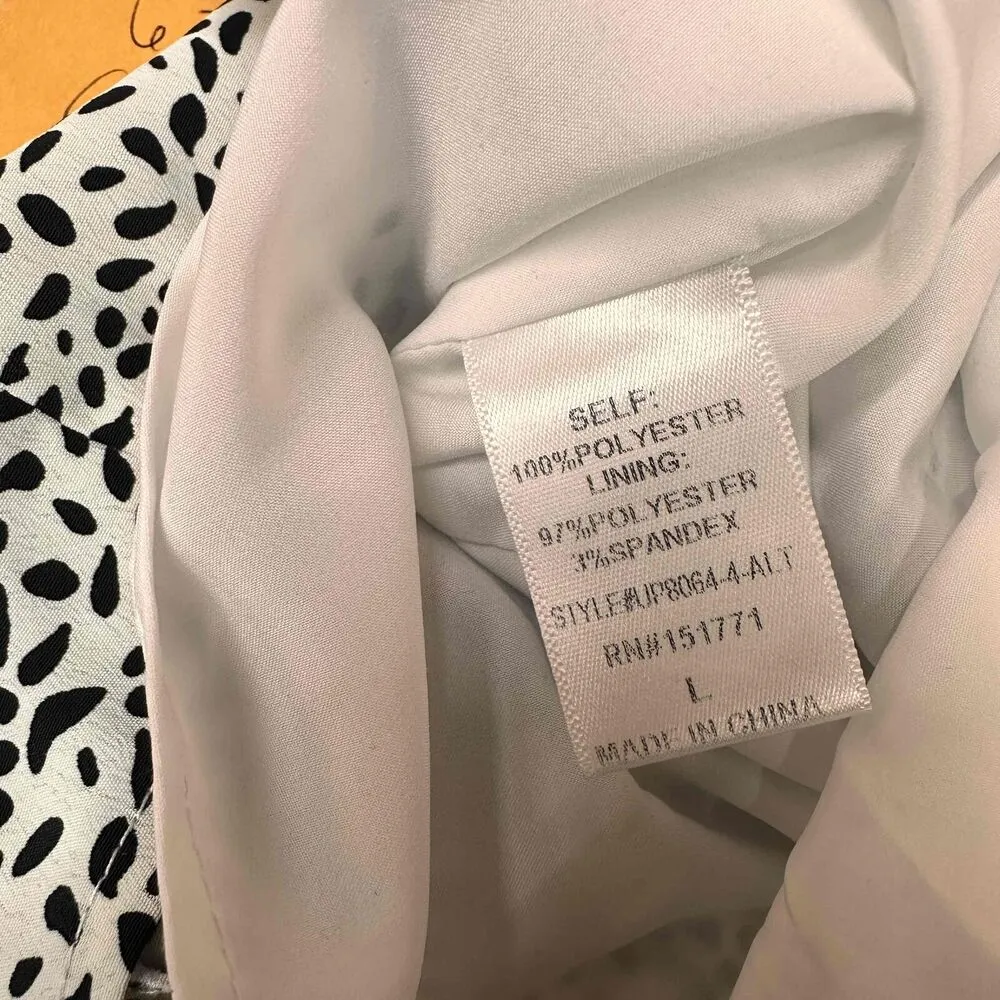 SELF:
100%POLYESTER
LINING:
97%POLYESTER
3%SPANDEX
STYLE#UP8064-4-ALT
RN#151771
L
MADE IN CHINA